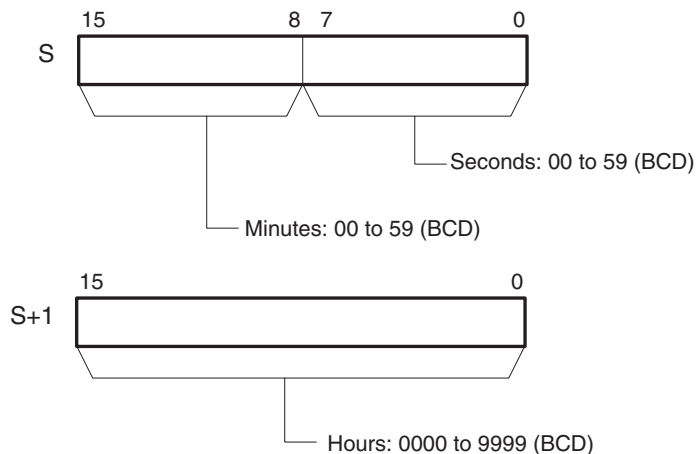 15 8 7 0
S
Seconds: 00 to 59 (BCD)
Minutes: 00 to 59 (BCD)
15 0
S+1
Hours: 0000 to 9999 (BCD)